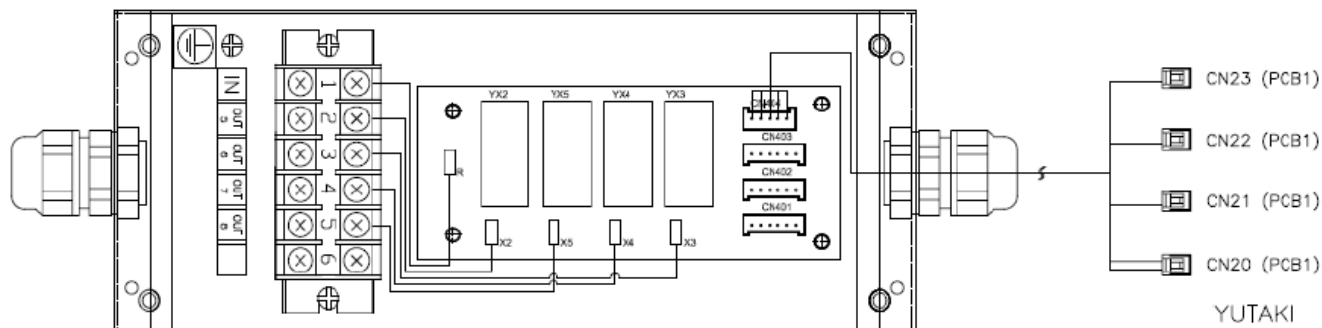 IN
OUT 5
OUT 6
OUT 7
OUT 8
1
2
3
4
5
6
YX2
YX5
YX4
YX3
R
X2
X5
X4
X3
CN404
CN403
CN402
CN401
CN23 (PCB1)
CN22 (PCB1)
CN21 (PCB1)
CN20 (PCB1)
YUTAKI